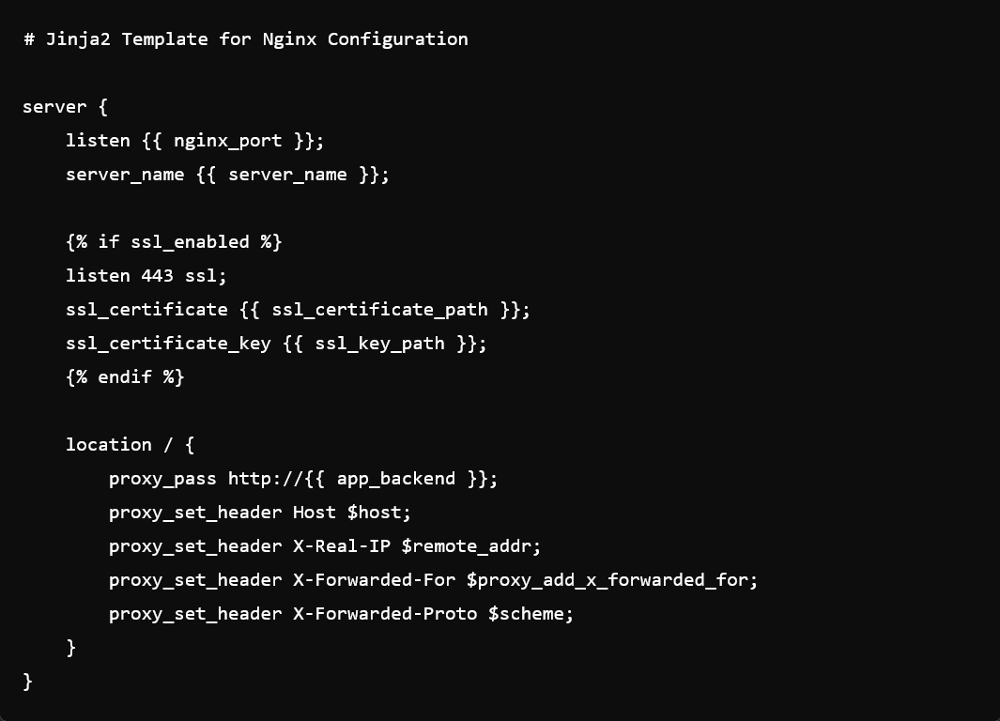 # Jinja2 Template for Nginx Configuration

server {
    listen {{ nginx_port }};
    server_name {{ server_name }};

    {% if ssl_enabled %}
    listen 443 ssl;
    ssl_certificate {{ ssl_certificate_path }};
    ssl_certificate_key {{ ssl_key_path }};
    {% endif %}

    location / {
        proxy_pass http://{{ app_backend }};
        proxy_set_header Host $host;
        proxy_set_header X-Real-IP $remote_addr;
        proxy_set_header X-Forwarded-For $proxy_add_x_forwarded_for;
        proxy_set_header X-Forwarded-Proto $scheme;
    }
}